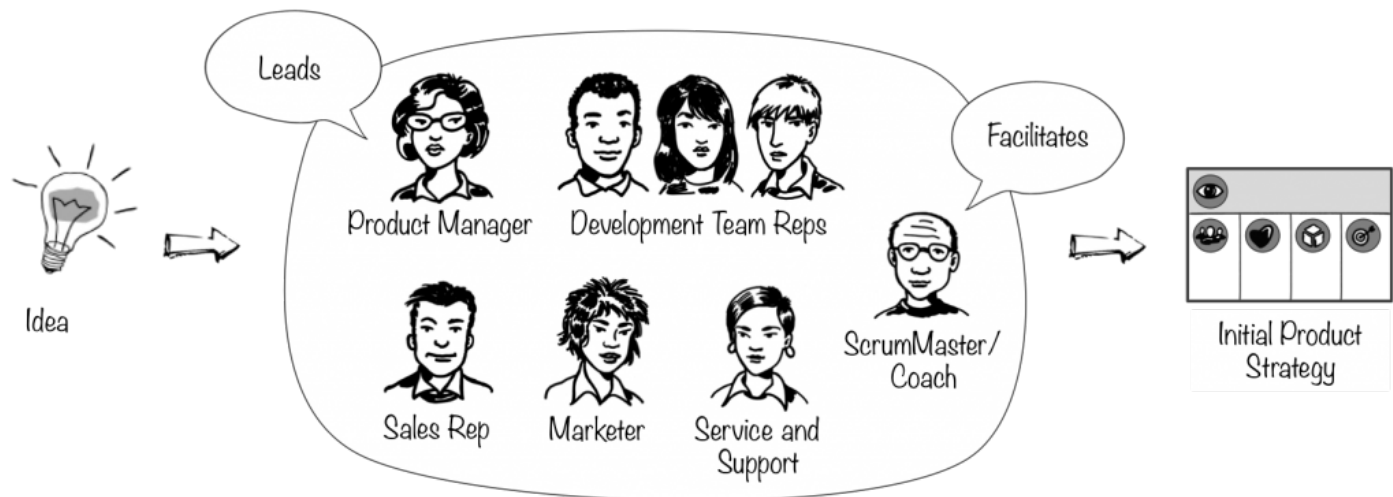 Leads
Facilitates
Product Manager
Development Team Reps
Idea
ScrumMaster/
Coach
Sales Rep
Marketer
Service and
Support
Initial Product
Strategy